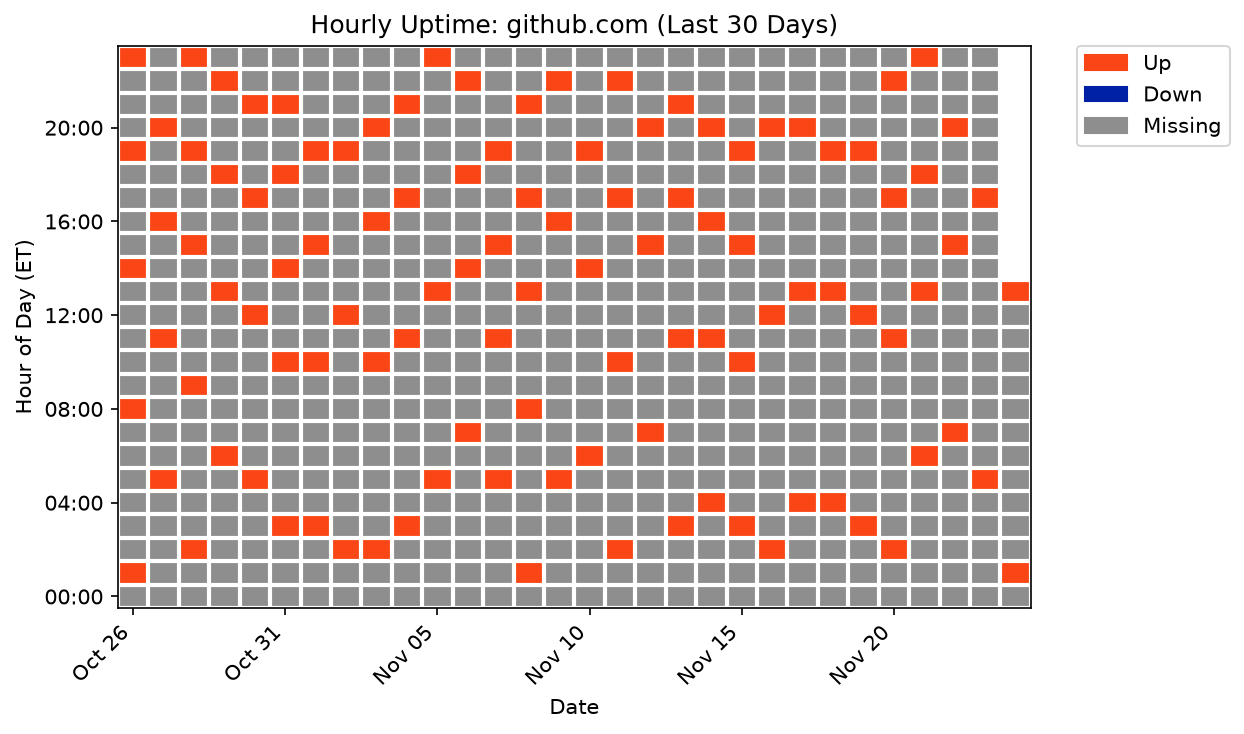 Hourly Uptime: github.com (Last 30 Days)
Up
Down
Missing
Hour of Day (ET)
20:00
16:00
12:00
08:00
04:00
00:00
Oct 26
Oct 31
Nov 05
Nov 10
Nov 15
Nov 20
Date